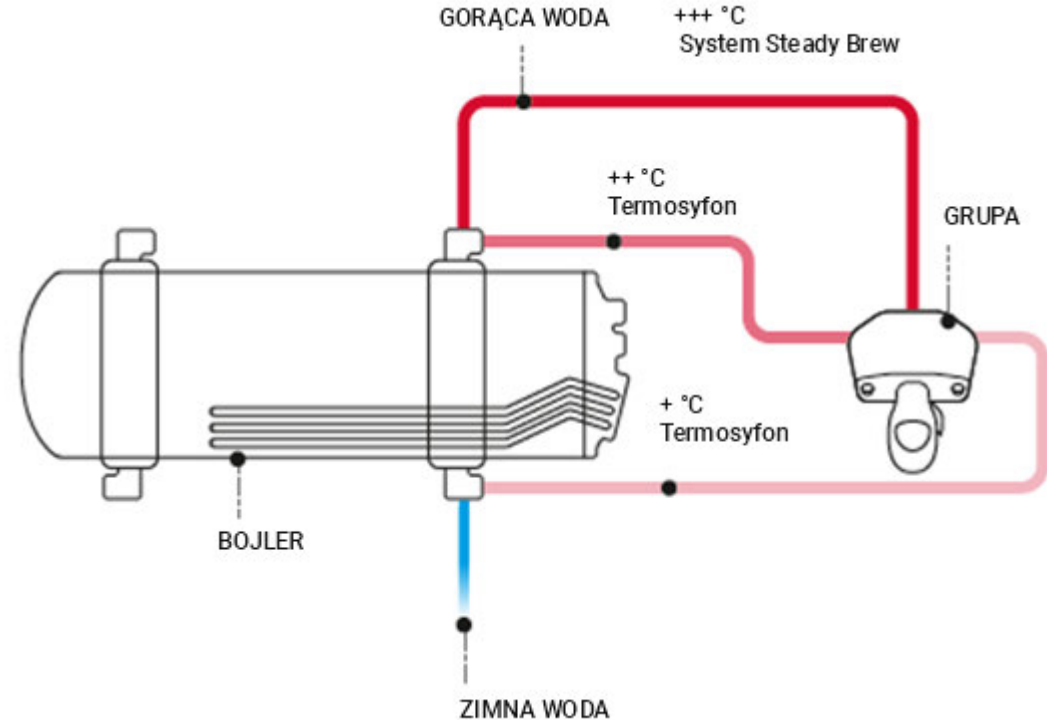 GORĄCA WODA
+++ °C
System Steady Brew
++ °C
Termosyfon
GRUPA
+ °C
Termosyfon
BOJLER
ZIMNA WODA